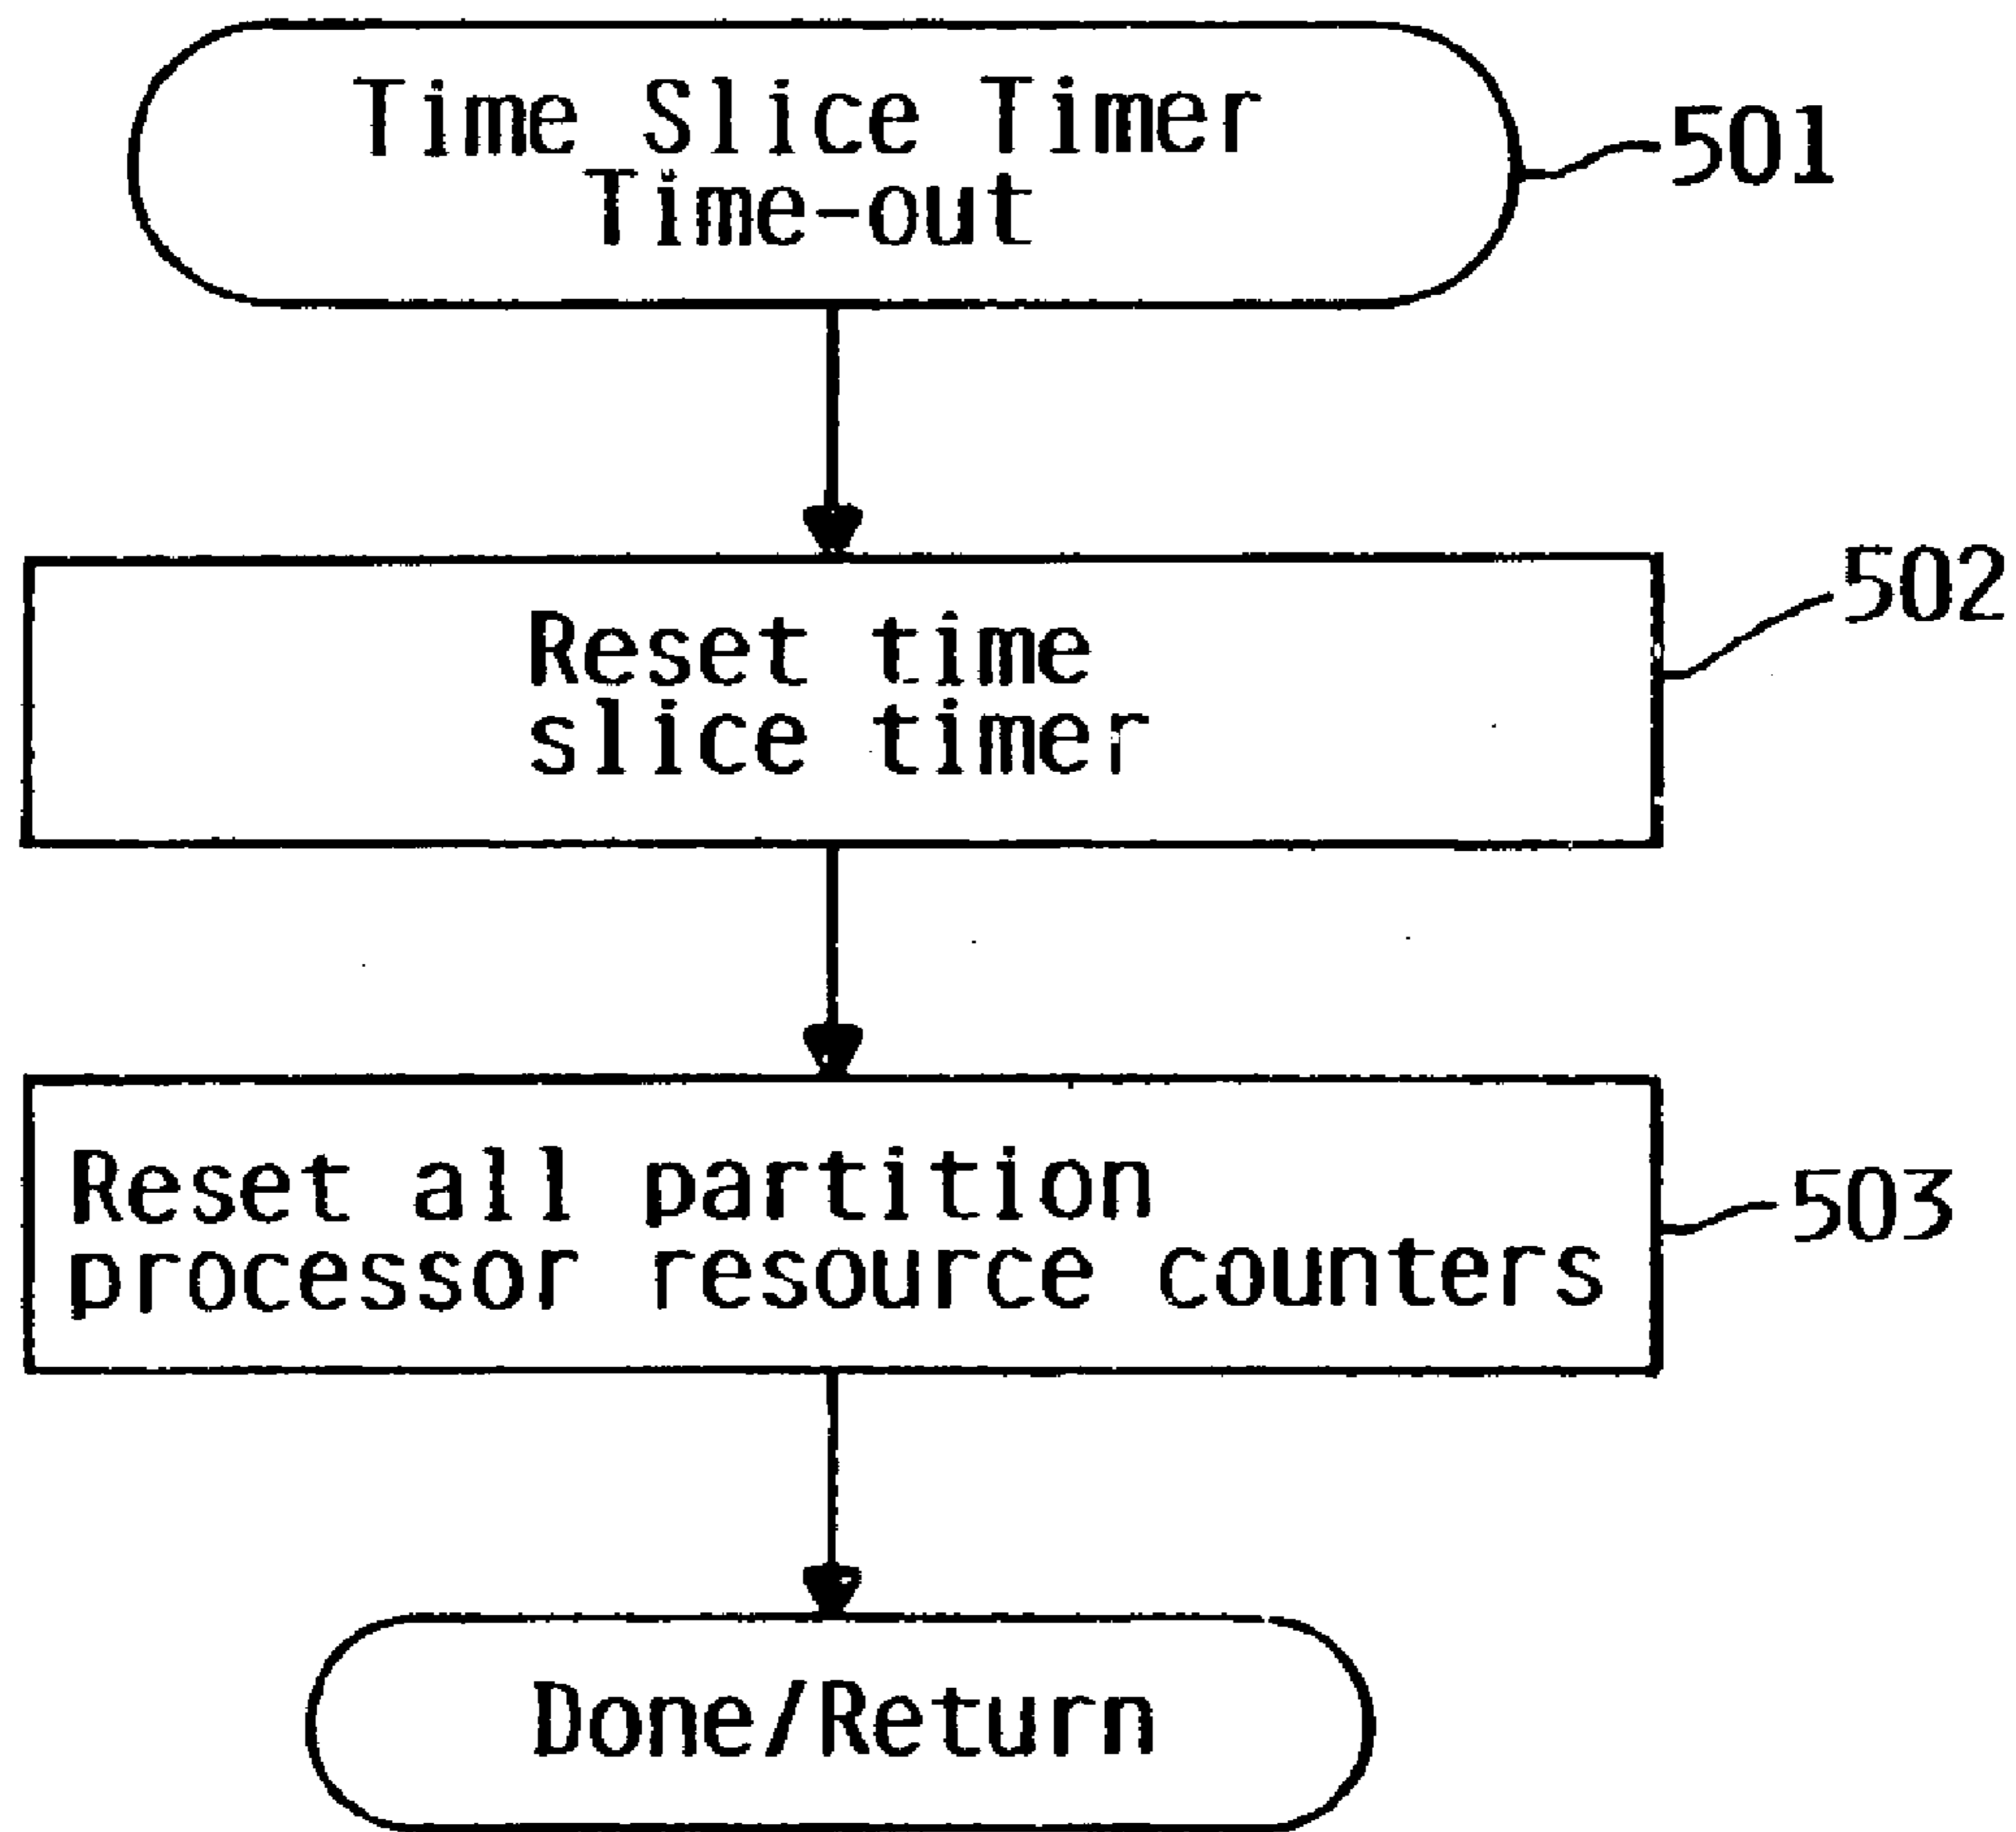 Time Slice Timer
Time-out
501
Reset time
slice timer
502
Reset all partition
processor resource counters
503
Done/Return